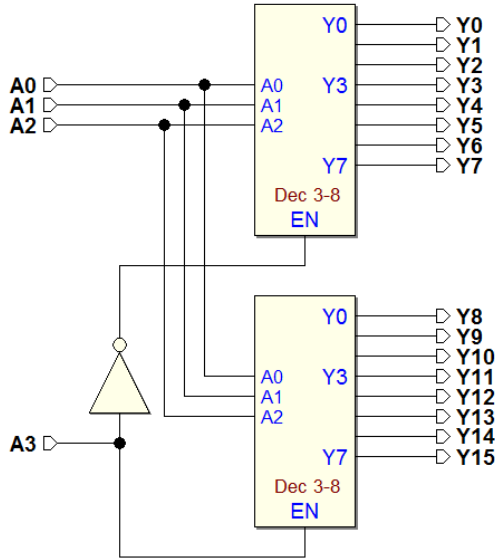 Y0 Y0
Y1
Y2
A0 A0 Y3 Y3
A1 A1 Y4
A2 A2 Y5
Y6
Y7 Y7
Dec 3-8
EN
Y0 Y8
Y9
Y10
A0 Y3 Y11
A1 Y12
A2 Y13
A3 Y14
Y7 Y15
Dec 3-8
EN